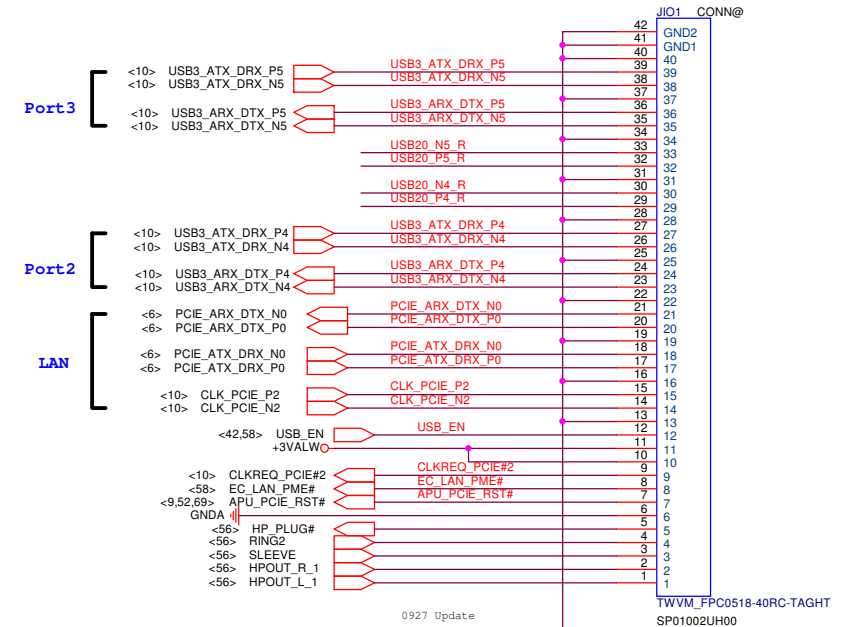 JIO1 CONN@
42 GND2
41 GND1
40 40
<10> USB3_ATX_DRX_P5 USB3_ATX_DRX_P5 39 39
<10> USB3_ATX_DRX_N5 USB3_ATX_DRX_N5 38 38
37 37
Port3
<10> USB3_ARX_DTX_P5 USB3_ARX_DTX_P5 36 36
<10> USB3_ARX_DTX_N5 USB3_ARX_DTX_N5 35 35
34 34
USB20_N5_R 33 33
USB20_P5_R 32 32
31 31
USB20_N4_R 30 30
USB20_P4_R 29 29
28 28
<10> USB3_ATX_DRX_P4 USB3_ATX_DRX_P4 27 27
<10> USB3_ATX_DRX_N4 USB3_ATX_DRX_N4 26 26
25 25
Port2
<10> USB3_ARX_DTX_P4 USB3_ARX_DTX_P4 24 24
<10> USB3_ARX_DTX_N4 USB3_ARX_DTX_N4 23 23
22 22
<6> PCIE_ARX_DTX_N0 PCIE_ARX_DTX_N0 21 21
<6> PCIE_ARX_DTX_P0 PCIE_ARX_DTX_P0 20 20
19 19
<6> PCIE_ATX_DRX_N0 PCIE_ATX_DRX_N0 18 18
LAN
<6> PCIE_ATX_DRX_P0 PCIE_ATX_DRX_P0 17 17
16 16
<10> CLK_PCIE_P2 CLK_PCIE_P2 15 15
<10> CLK_PCIE_N2 CLK_PCIE_N2 14 14
13 13
<42,58> USB_EN USB_EN 12 12
+3VALW 11 11
10 10
<10> CLKREQ_PCIE#2 CLKREQ_PCIE#2 9 9
<58> EC_LAN_PME# EC_LAN_PME# 8 8
<9,52,69> APU_PCIE_RST# APU_PCIE_RST# 7 7
GNDA 6 6
<56> HP_PLUG# 5 5
<56> RING2 4 4
<56> SLEEVE 3 3
<56> HPOUT_R_1 2 2
<56> HPOUT_L_1 1 1
TWVM_FPC0518-40RC-TAGHT
0927 Update
SP01002UH00